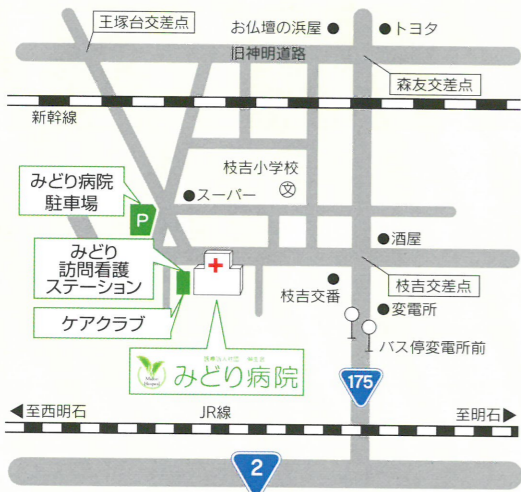 王塚台交差点
お仏壇の浜屋
トヨタ
旧神明道路
森友交差点
新幹線
枝吉小学校
文
みどり病院
駐車場
P
スーパー
みどり
訪問看護
ステーション
酒屋
枝吉交差点
枝吉交番
変電所
ケアクラブ
バス停変電所前
みどり病院
175
至西明石
JR線
至明石
2